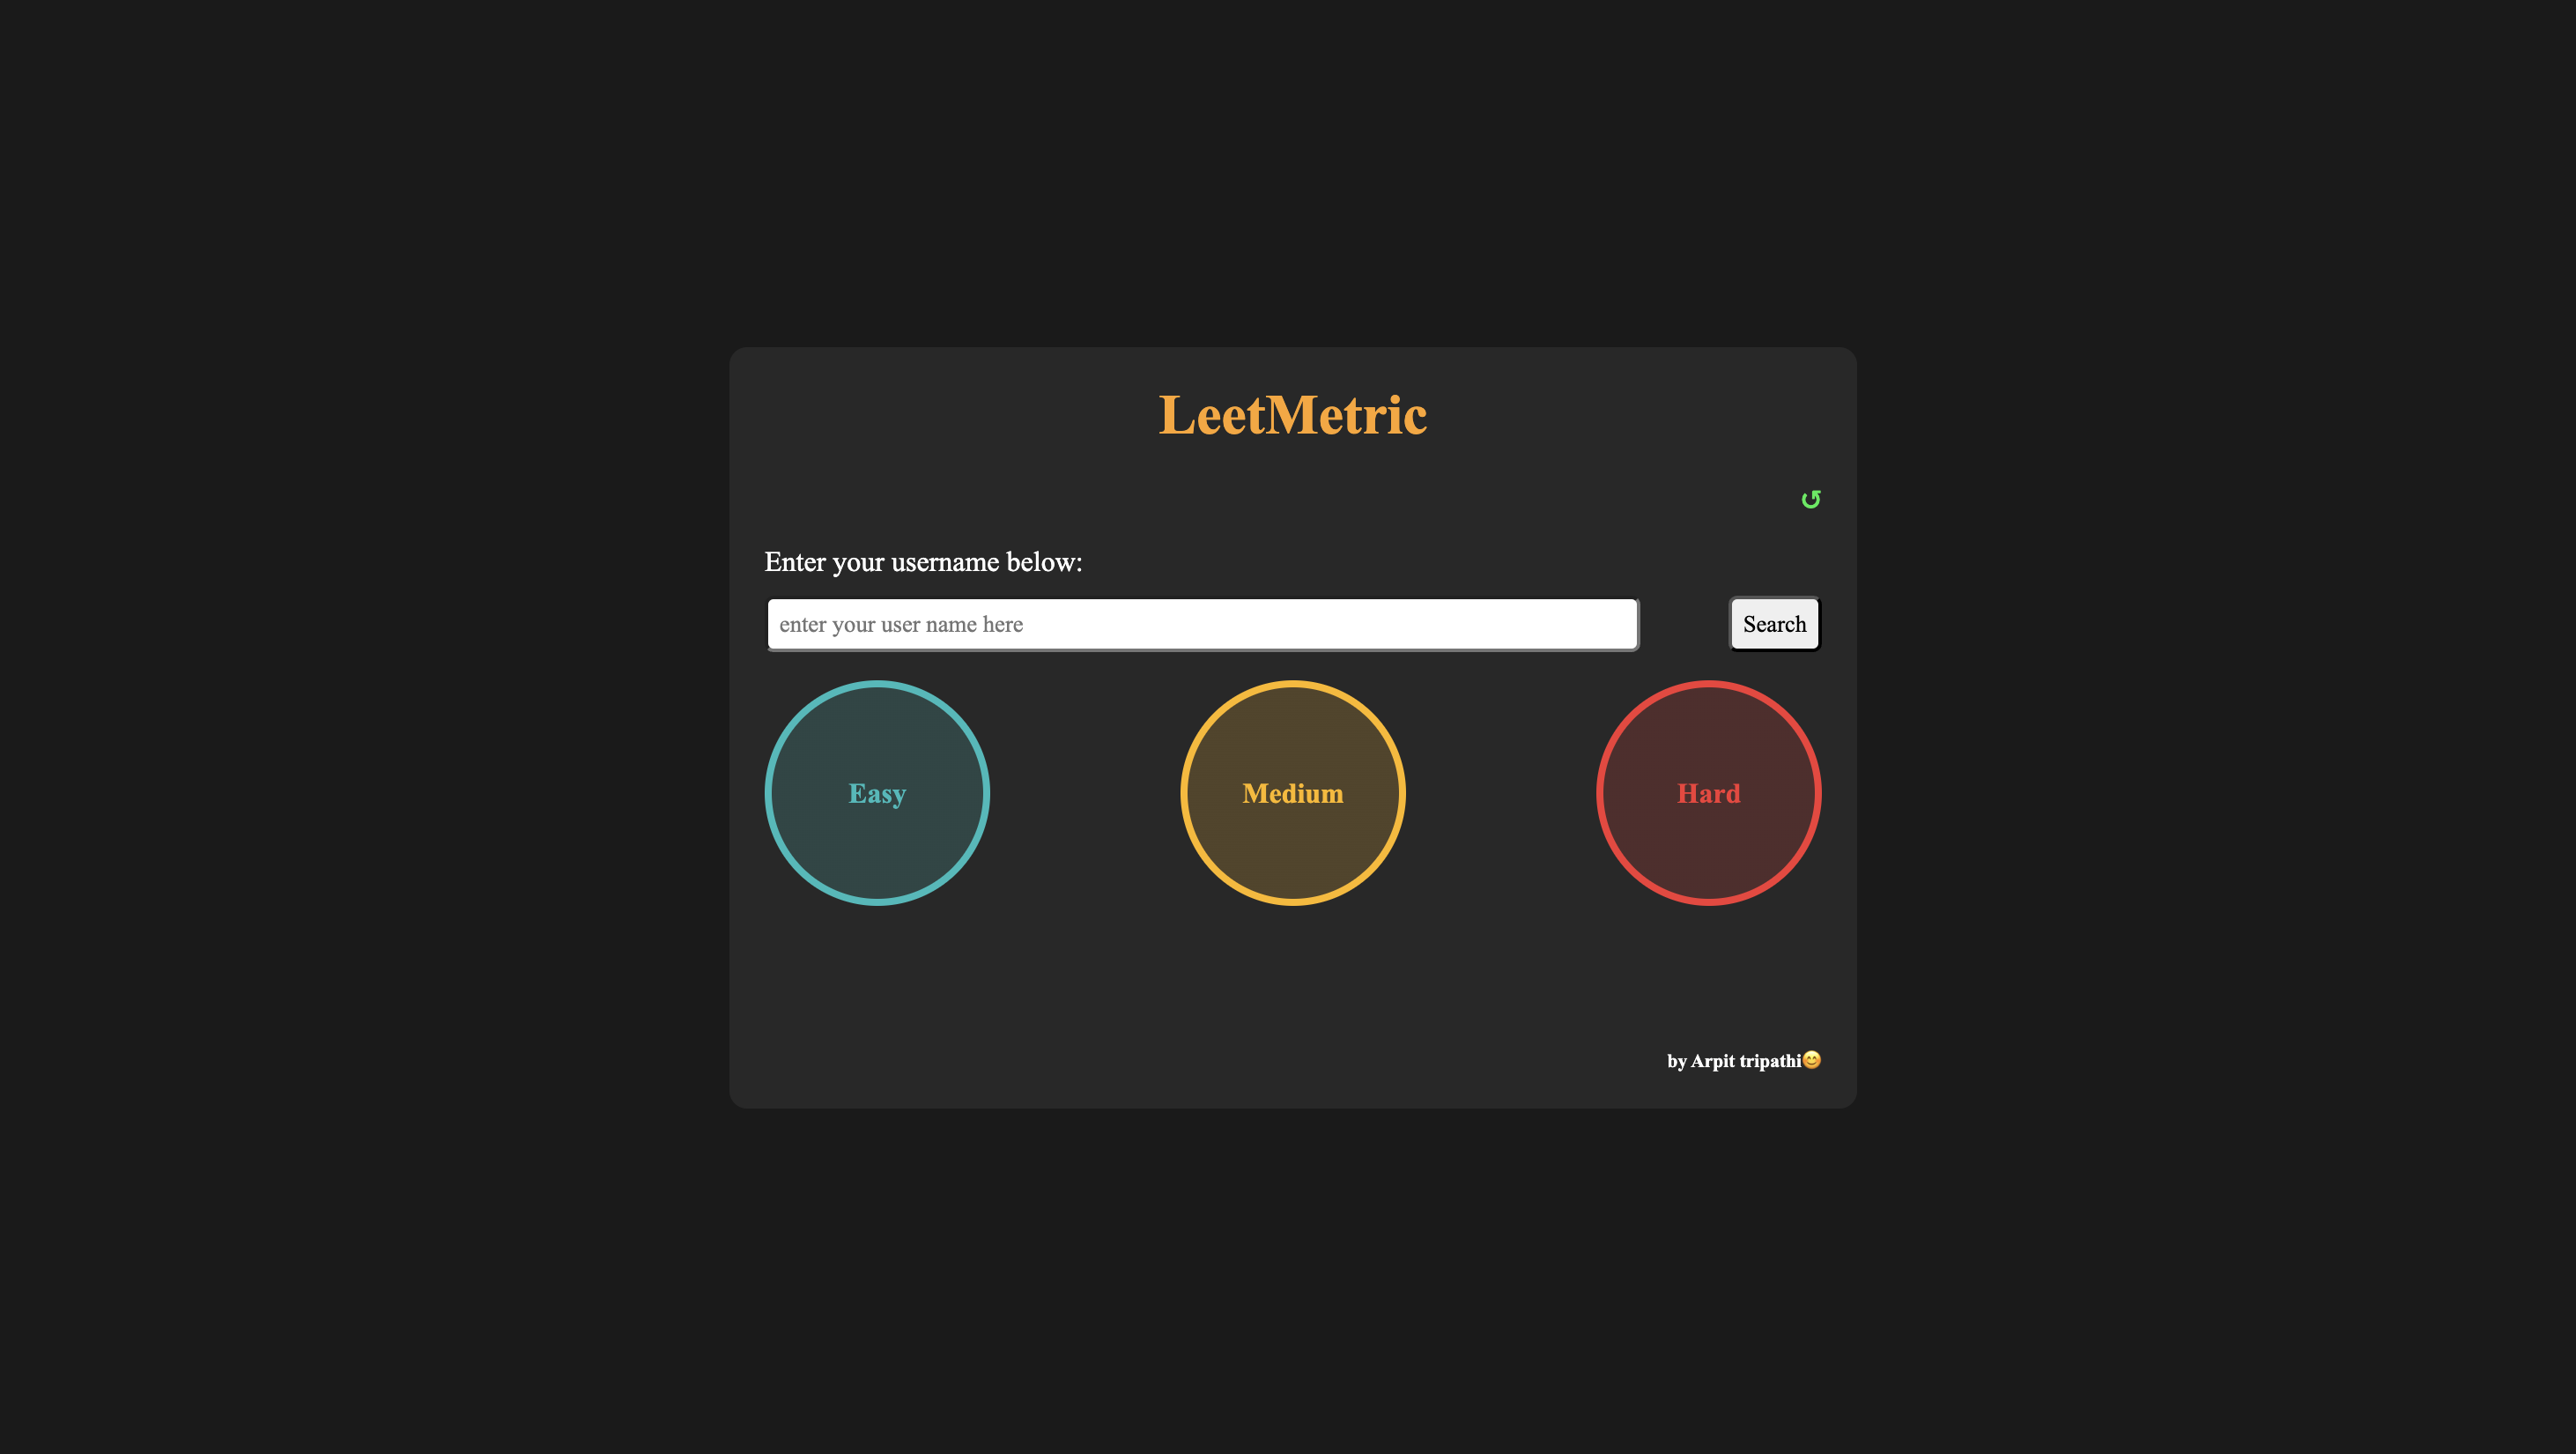 LeetMetric
↺
Enter your username below:
enter your user name here
Search
Easy
Medium
Hard
by Arpit tripathi😊